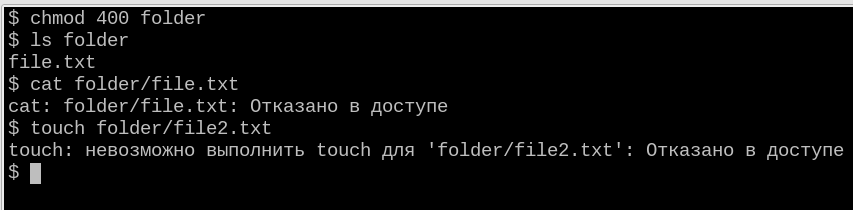 $ chmod 400 folder
$ ls folder
file.txt
$ cat folder/file.txt
cat: folder/file.txt: Отказано в доступе
$ touch folder/file2.txt
touch: невозможно выполнить touch для 'folder/file2.txt': Отказано в доступе
$